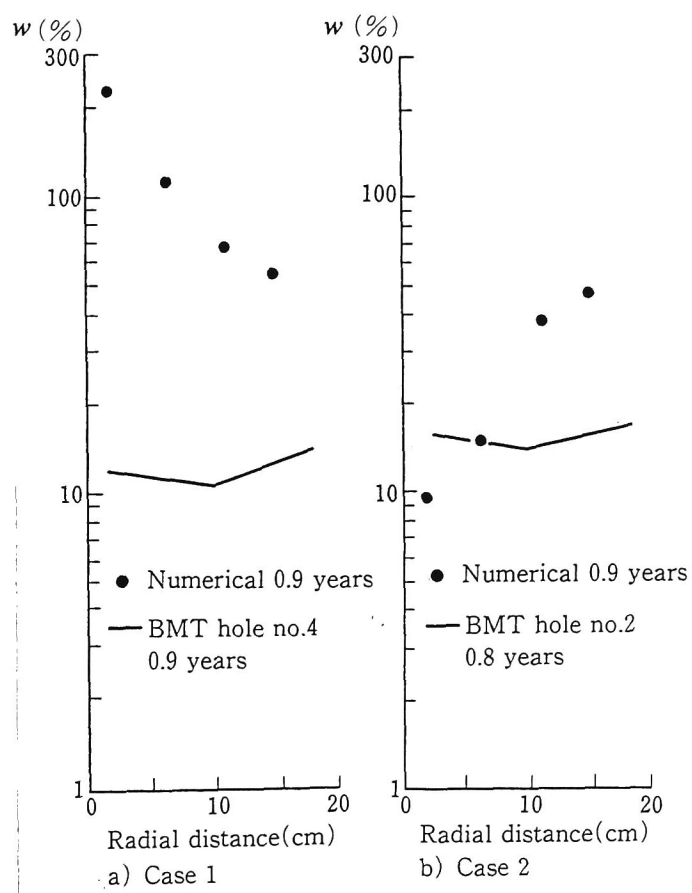 w (%)
300
100
10
1
0
10
20
● Numerical 0.9 years
— BMT hole no.4
0.9 years
Radial distance(cm)
a) Case 1
w (%)
300
100
10
1
0
10
20
● Numerical 0.9 years
— BMT hole no.2
0.8 years
Radial distance(cm)
b) Case 2